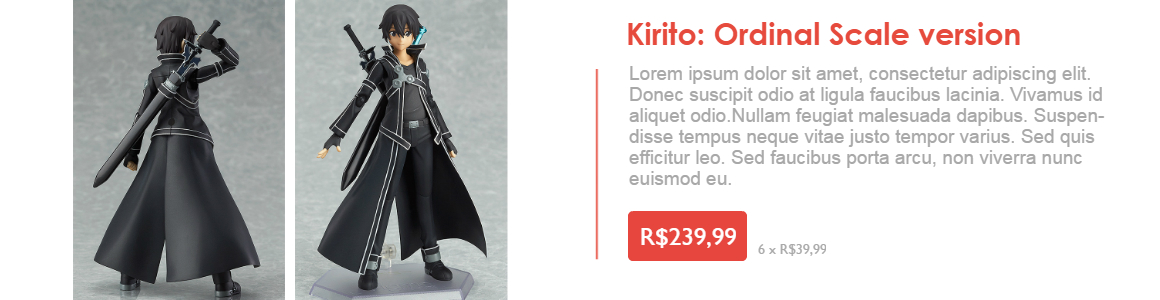 Kirito: Ordinal Scale version
Lorem ipsum dolor sit amet, consectetur adipiscing elit.
Donec suscipit odio at ligula faucibus lacinia. Vivamus id
aliquet odio.Nullam feugiat malesuada dapibus. Suspen-
disse tempus neque vitae justo tempor varius. Sed quis
efficitur leo. Sed faucibus porta arcu, non viverra nunc
euismod eu.
R$239,99
6 x R$39,99